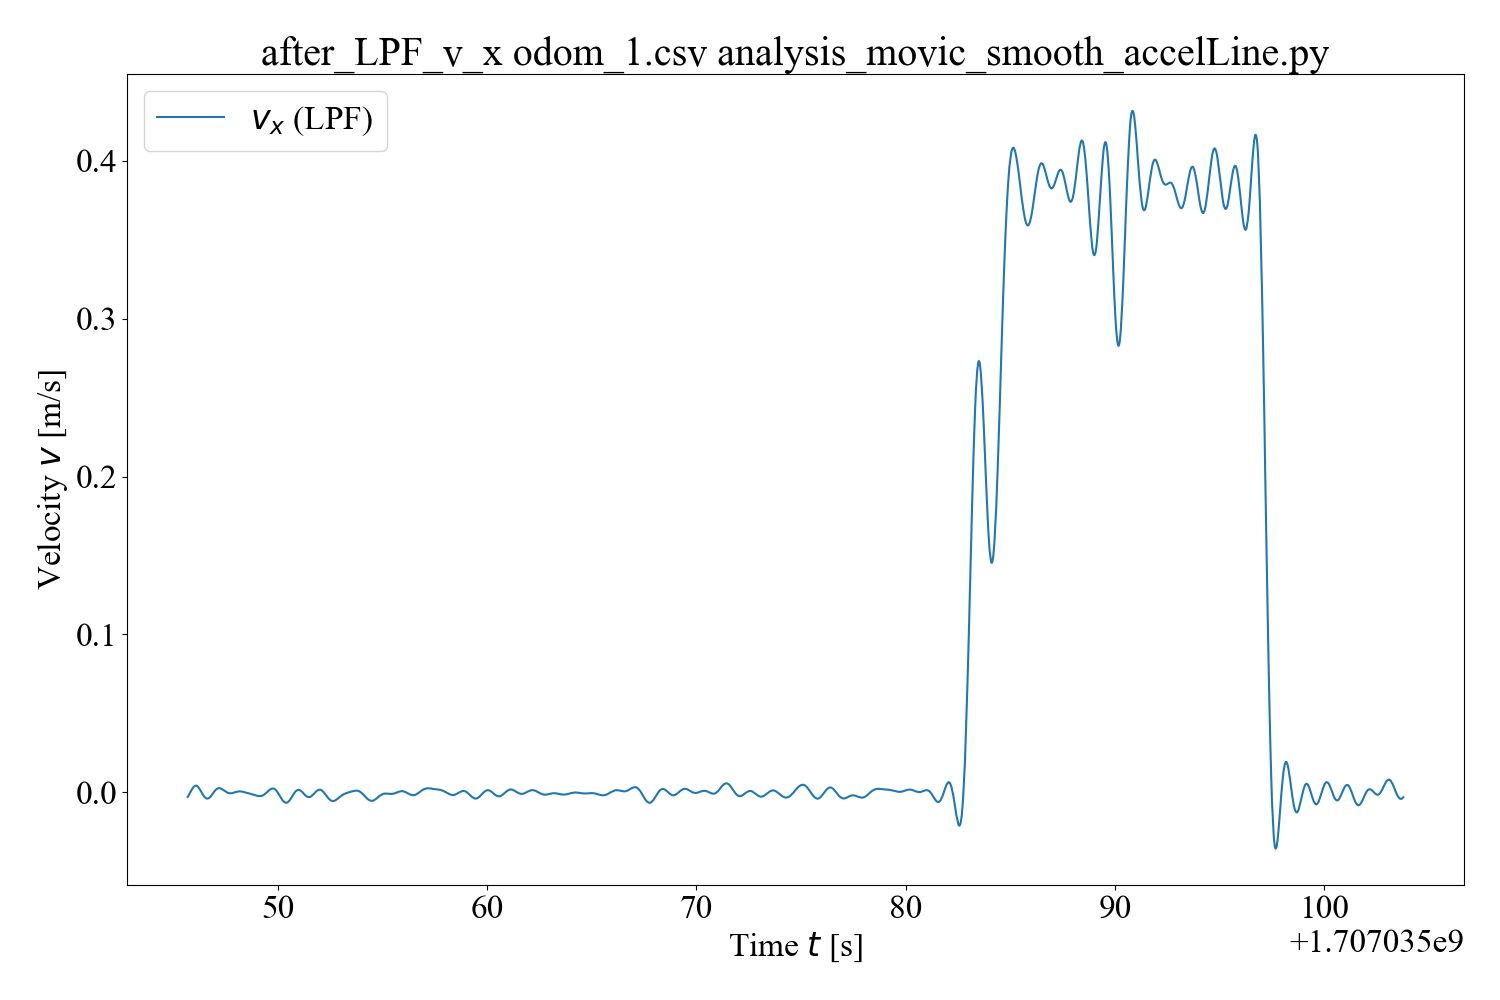 after_LPF_v_x odom_1.csv analysis_movic_smooth_accelLine.py
vx (LPF)
0.4
0.3
0.2
0.1
0.0
Velocity v [m/s]
50 60 70 80 90 100
Time t [s]
+1.707035e9